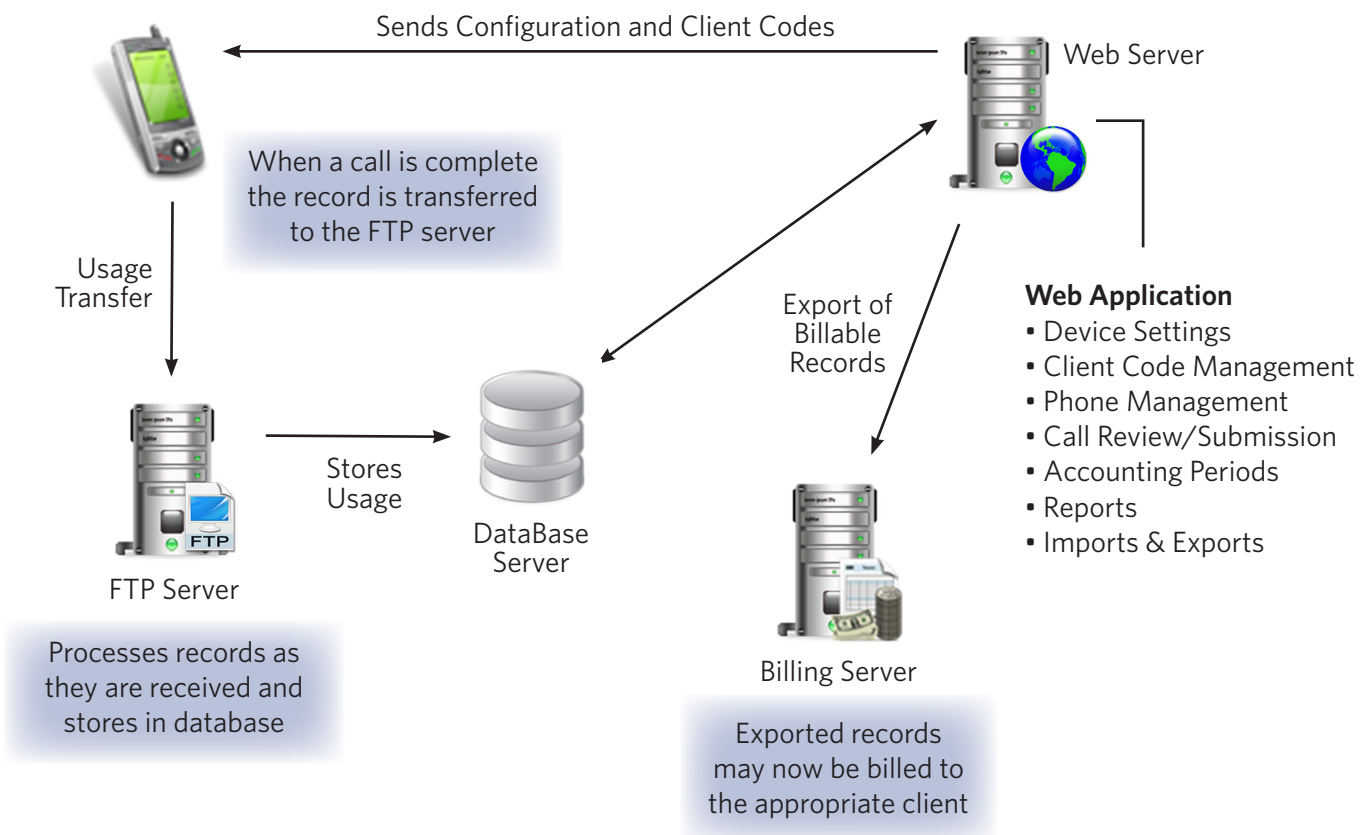 Sends Configuration and Client Codes
Web Server
When a call is complete
the record is transferred
to the FTP server
Usage
Transfer
Export of
Billable
Records
Web Application
• Device Settings
• Client Code Management
• Phone Management
• Call Review/Submission
• Accounting Periods
• Reports
• Imports & Exports
Stores
Usage
DataBase
Server
FTP
FTP Server
Processes records as
they are received and
stores in database
Billing Server
Exported records
may now be billed to
the appropriate client